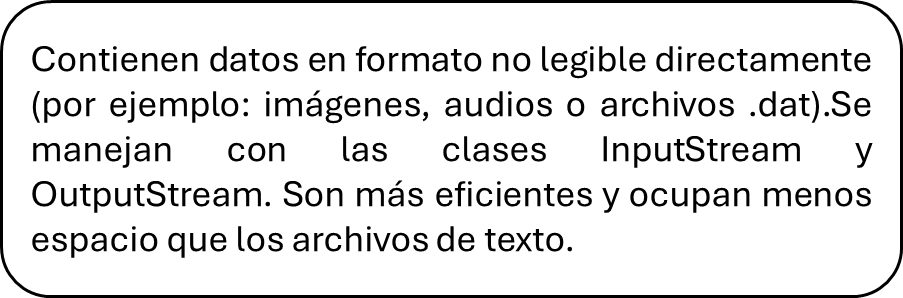 Contienen datos en formato no legible directamente
(por ejemplo: imágenes, audios o archivos .dat).Se
manejan con las clases InputStream y
OutputStream. Son más eficientes y ocupan menos
espacio que los archivos de texto.